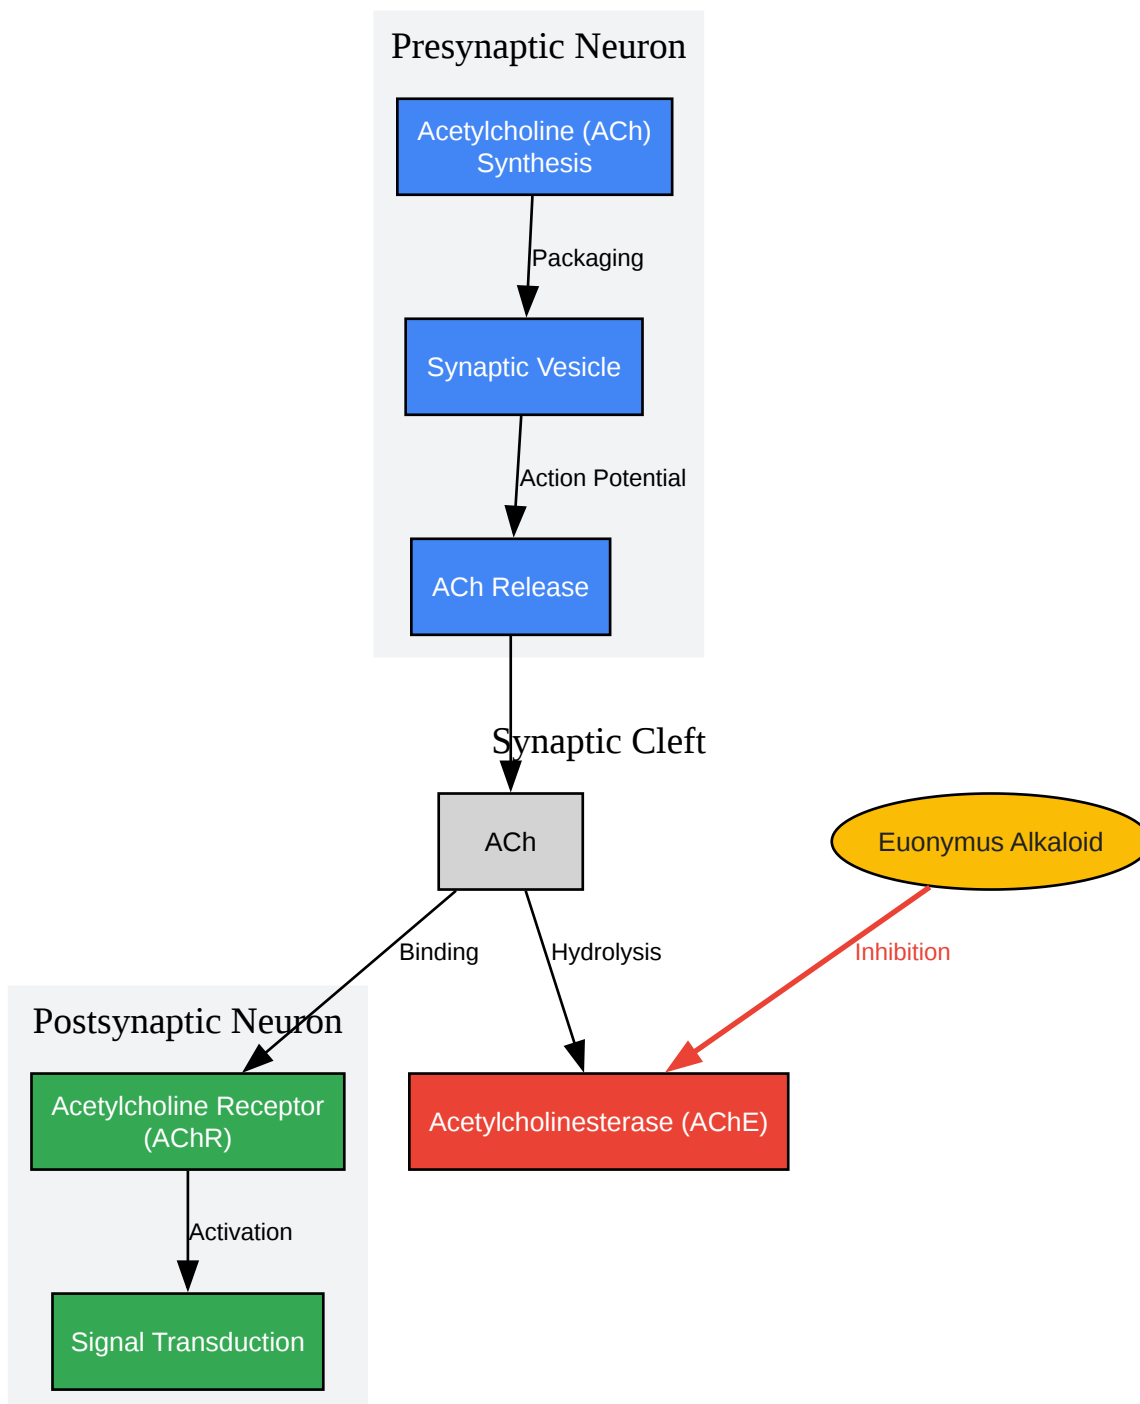 Presynaptic Neuron
Acetylcholine (ACh)
Synthesis
Packaging
Synaptic Vesicle
Action Potential
ACh Release
Synaptic Cleft
ACh
Euonymus Alkaloid
Binding
Hydrolysis
Inhibition
Postsynaptic Neuron
Acetylcholine Receptor
(AChR)
Acetylcholinesterase (AChE)
Activation
Signal Transduction